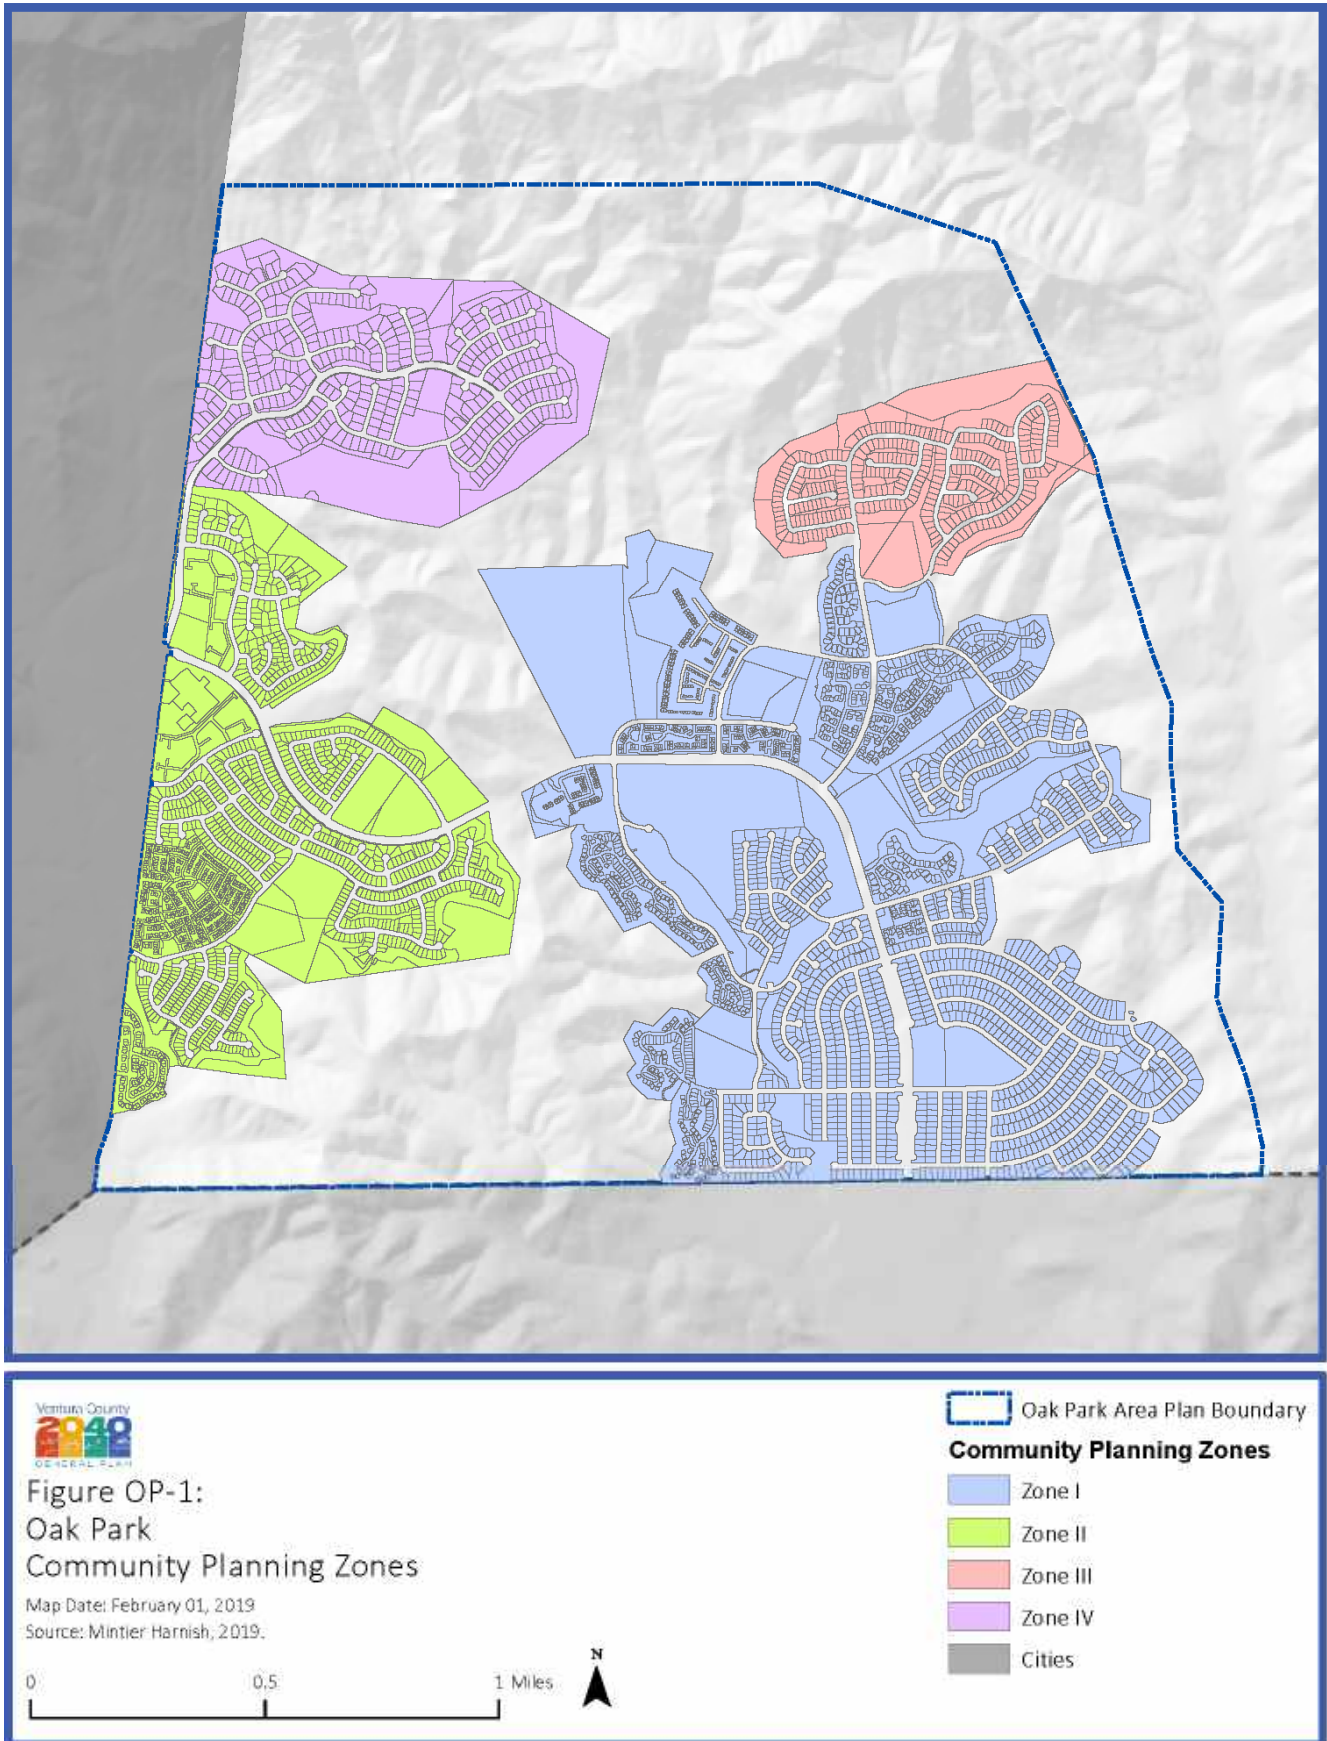 Ventura County
2040
GENERAL PLAN
Figure OP-1:
Oak Park
Community Planning Zones
Map Date: February 01, 2019
Source: Mintier Harnish, 2019.
0 0.5 1 Miles
N
Oak Park Area Plan Boundary
Community Planning Zones
Zone I
Zone II
Zone III
Zone IV
Cities